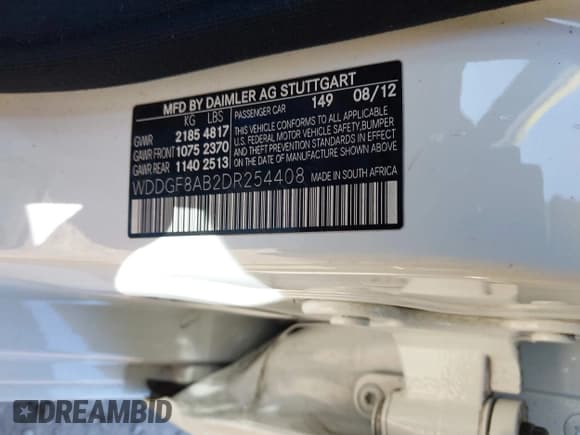 MFD BY DAIMLER AG STUTTGART
KG LBS PASSENGER CAR 149 08/12
GVWR 2185 4817
GAWR FRONT 1075 2370
GAWR REAR 1140 2513
THIS VEHICLE CONFORMS TO ALL APPLICABLE
U.S. FEDERAL MOTOR VEHICLE SAFETY, BUMPER
AND THEFT PREVENTION STANDARDS IN EFFECT
ON THE DATE OF MANUFACTURE SHOWN ABOVE.
WDDGF8AB2DR254408 MADE IN SOUTH AFRICA
DREAMBID